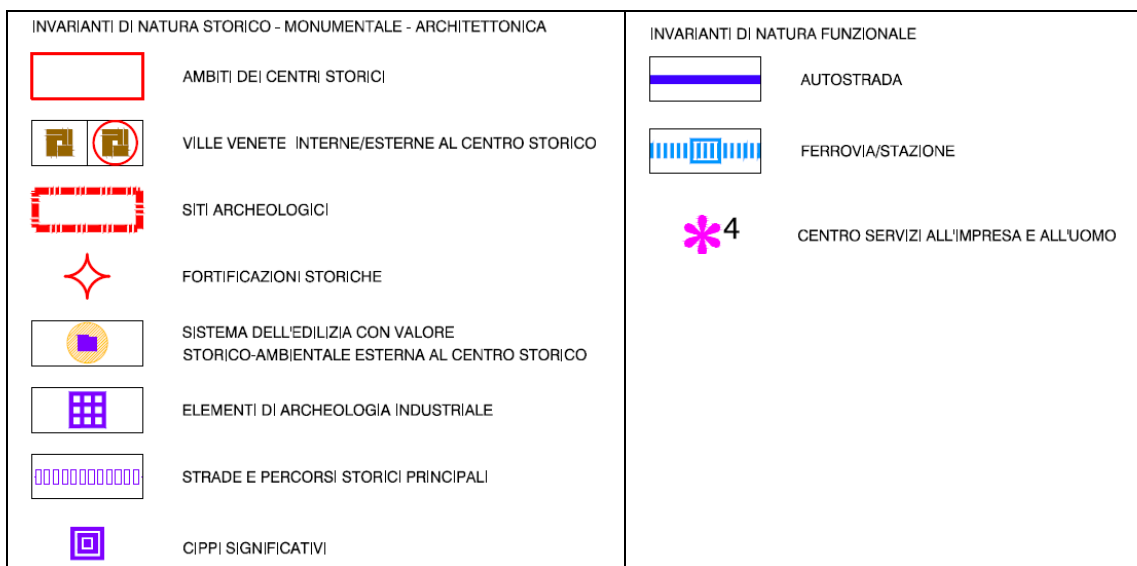 INVARIANTI DI NATURA STORICO - MONUMENTALE - ARCHITETTONICA
AMBITI DEI CENTRI STORICI
VILLE VENETE INTERNE/ESTERNE AL CENTRO STORICO
SITI ARCHEOLOGICI
FORTIFICAZIONI STORICHE
SISTEMA DELL'EDILIZIA CON VALORE
STORICO-AMBIENTALE ESTERNA AL CENTRO STORICO
ELEMENTI DI ARCHEOLOGIA INDUSTRIALE
STRADE E PERCORSI STORICI PRINCIPALI
CIPPI SIGNIFICATIVI
INVARIANTI DI NATURA FUNZIONALE
AUTOSTRADA
FERROVIA/STAZIONE
4 CENTRO SERVIZI ALL'IMPRESA E ALL'UOMO